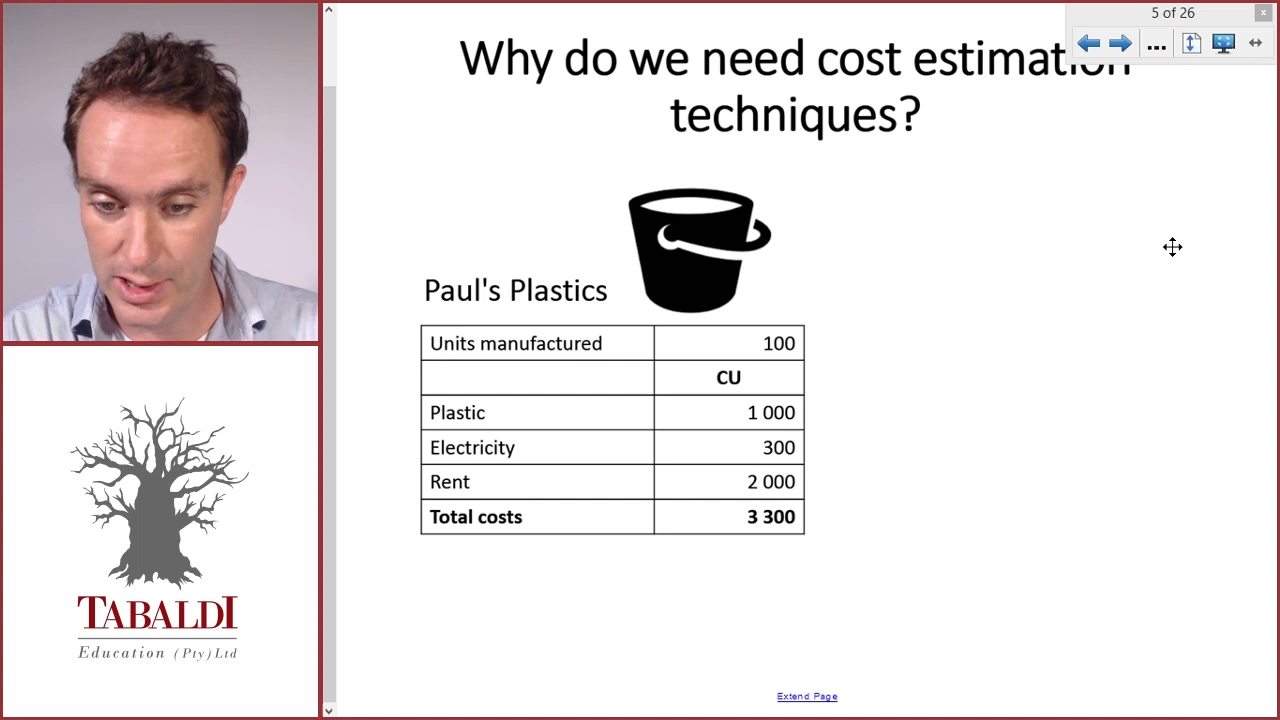 5 of 26
x
...
Why do we need cost estimation
techniques?
Paul's Plastics
Units manufactured 100
CU
Plastic 1 000
Electricity 300
Rent 2 000
Total costs 3 300
TABALDI
Education (Pty) Ltd
Extend Page